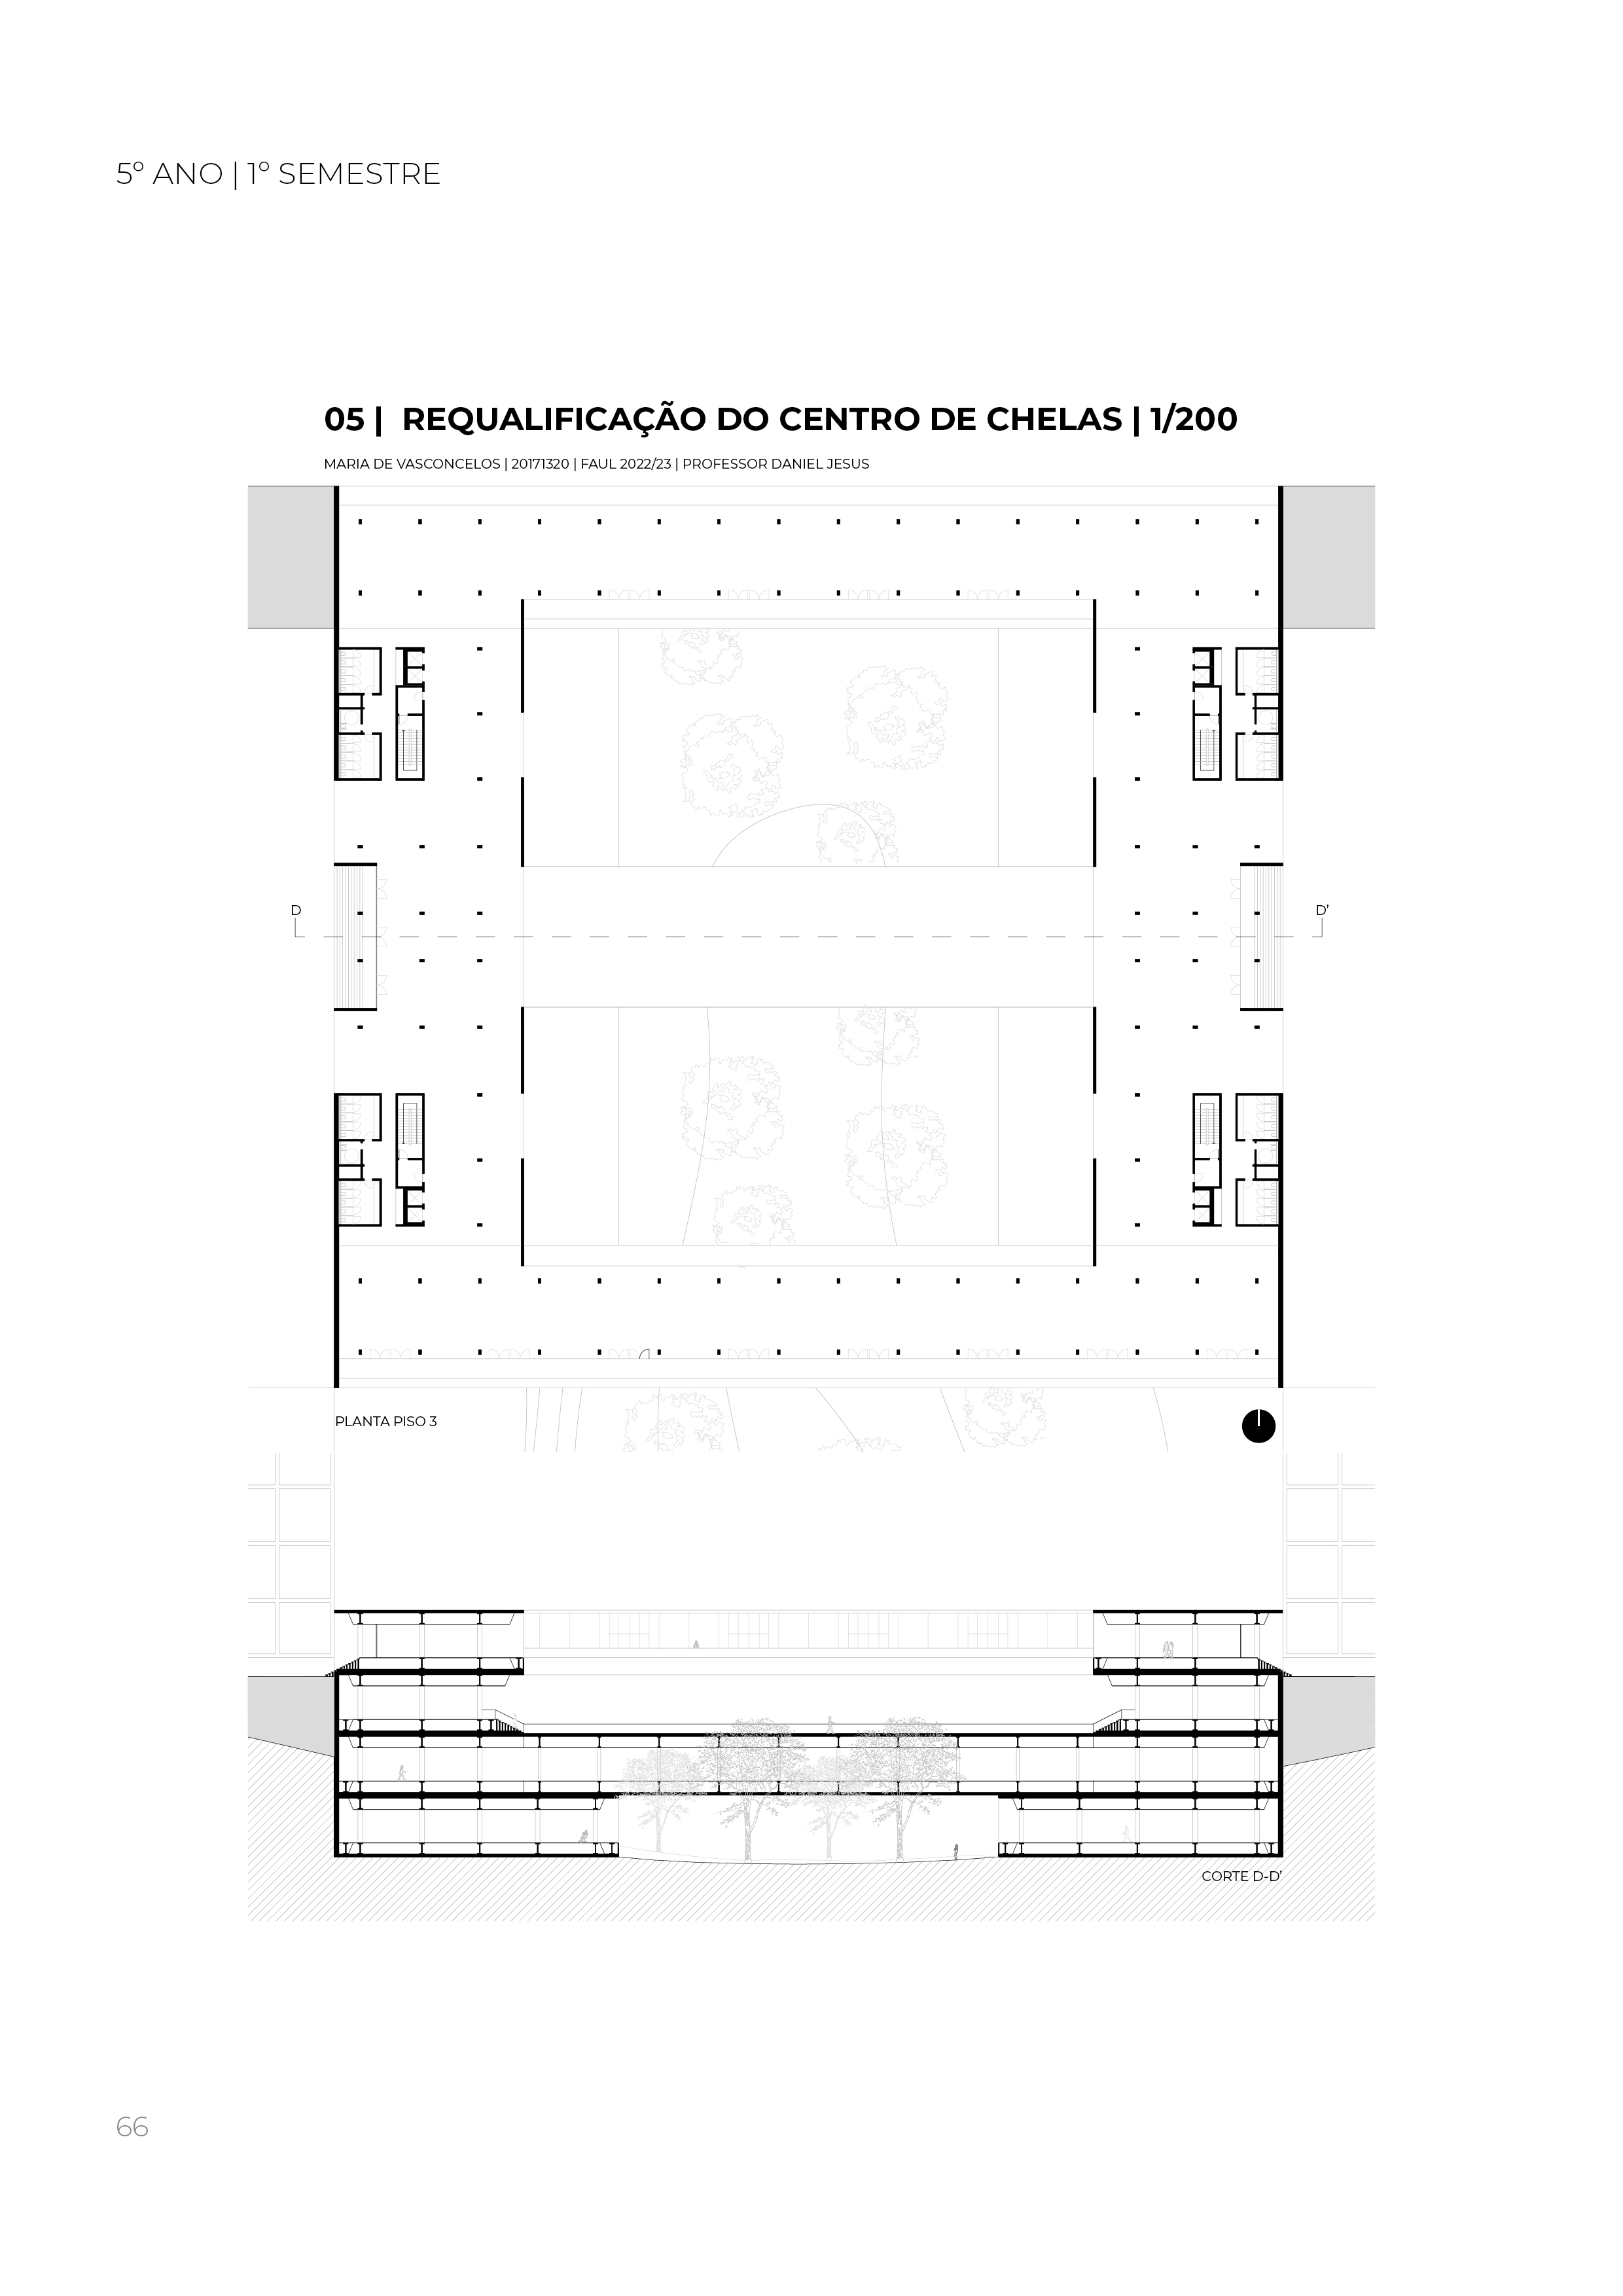 5º ANO | 1º SEMESTRE
05 | REQUALIFICAÇÃO DO CENTRO DE CHELAS | 1/200
MARIA DE VASCONCELOS | 20171320 | FAUL 2022/23 | PROFESSOR DANIEL JESUS
D
D'
PLANTA PISO 3
CORTE D-D'
66